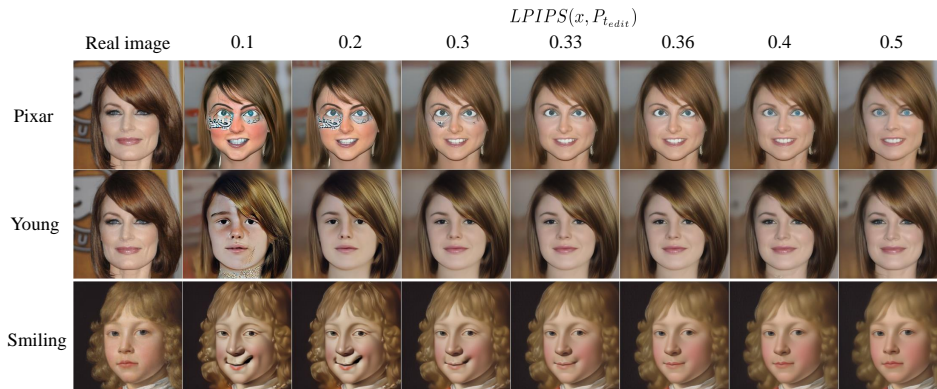 LPIPS(x, P_{t_{edit}})
Real image 0.1 0.2 0.3 0.33 0.36 0.4 0.5
Pixar
Young
Smiling